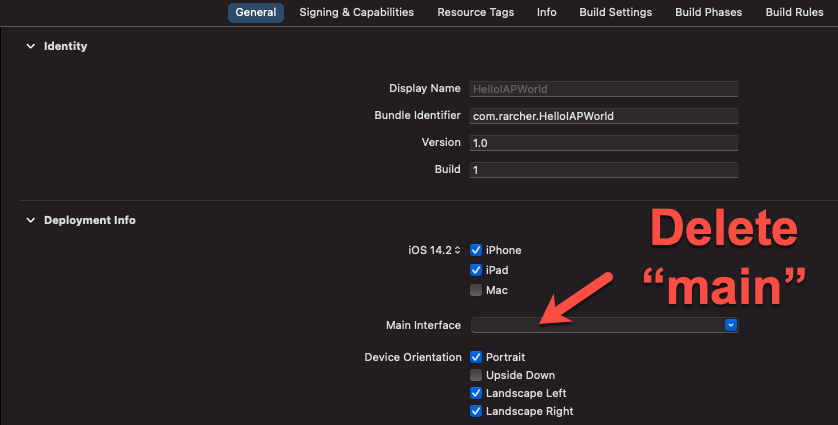 General Signing & Capabilities Resource Tags Info Build Settings Build Phases Build Rules
Identity
Display Name HelloIAPWorld
Bundle Identifier com.rarcher.HelloIAPWorld
Version 1.0
Build 1
Deployment Info
Delete
“main”
iOS 14.2 iPhone
iPad
Mac
Main Interface
Device Orientation Portrait
Upside Down
Landscape Left
Landscape Right